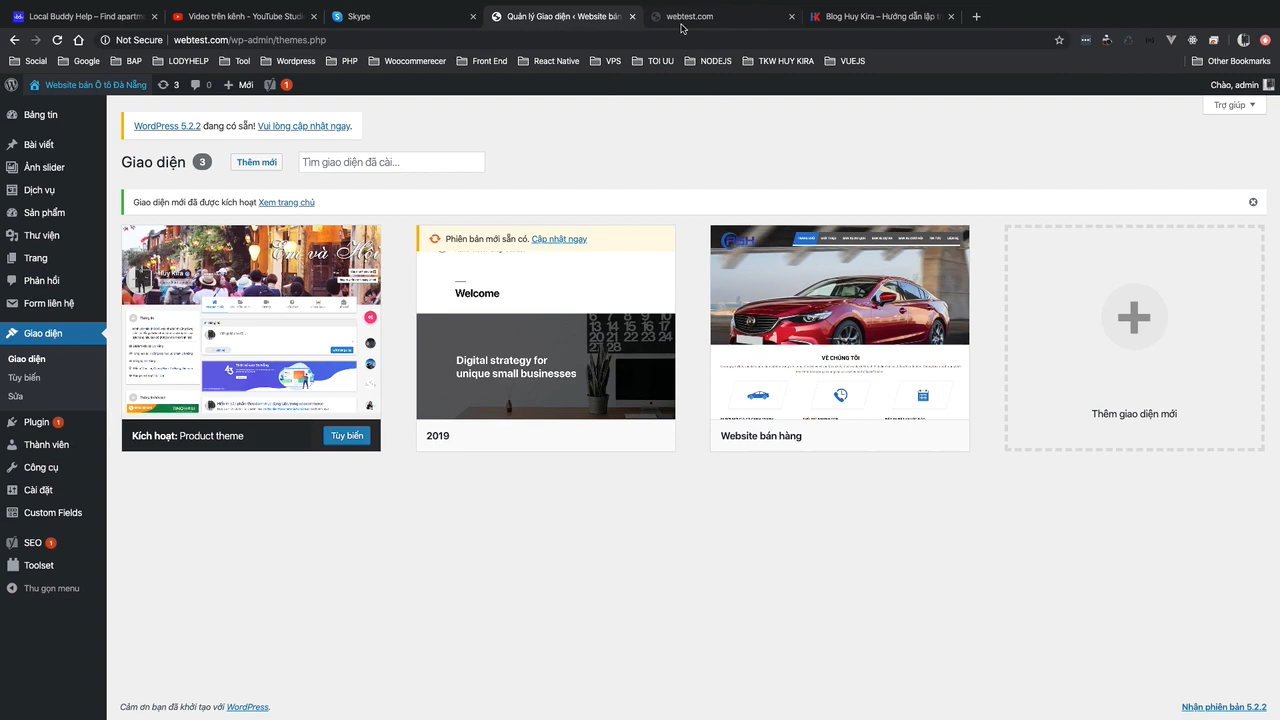 Local Buddy Help - Find apartm
Video trên kênh - YouTube Studi
Skype
Quản lý Giao diện ‹ Website bán
webtest.com
Blog Huy Kira – Hướng dẫn lập t
Not Secure
webtest.com/wp-admin/themes.php
Social
Google
BAP
LODYHELP
Tool
Wordpress
PHP
Woocommerecer
Front End
React Native
VPS
TOI UU
NODEJS
TKW HUY KIRA
VUEJS
Other Bookmarks
Website bán Ô tô Đà Nẵng
3
0
Mới
1
Chào, admin
Trợ giúp
Bảng tin
Bài viết
Ảnh slider
Dịch vụ
Sản phẩm
Thư viện
Trang
Phản hồi
Form liên hệ
Giao diện
Giao diện
Tùy biến
Sửa
Plugin 1
Thành viên
Công cụ
Cài đặt
Custom Fields
SEO 1
Toolset
Thu gọn menu
WordPress 5.2.2 đang có sẵn! Vui lòng cập nhật ngay.
Giao diện 3
Thêm mới
Tìm giao diện đã cài...
Giao diện mới đã được kích hoạt Xem trang chủ
Huy Kira
Kích hoạt: Product theme
Tùy biến
Phiên bản mới sẵn có. Cập nhật ngay
Welcome
Digital strategy for
unique small businesses
2019
VỀ CHÚNG TÔI
Website bán hàng
Thêm giao diện mới
Cảm ơn bạn đã khởi tạo với WordPress.
Nhận phiên bản 5.2.2